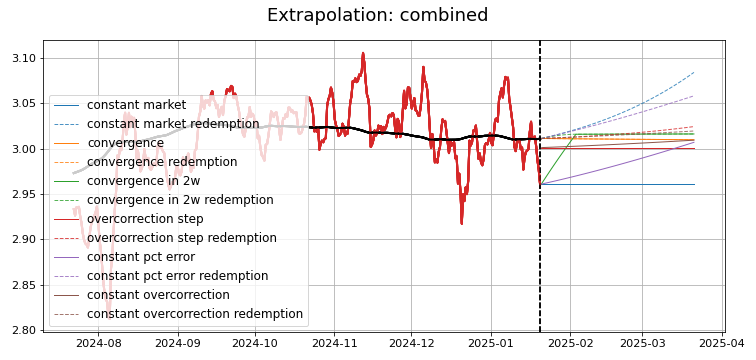 Extrapolation: combined
3.10
3.05
3.00
2.95
2.90
2.85
2.80
constant market
constant market redemption
convergence
convergence redemption
convergence in 2w
convergence in 2w redemption
overcorrection step
overcorrection step redemption
constant pct error
constant pct error redemption
constant overcorrection
constant overcorrection redemption
2024-08 2024-09 2024-10 2024-11 2024-12 2025-01 2025-02 2025-03 2025-04